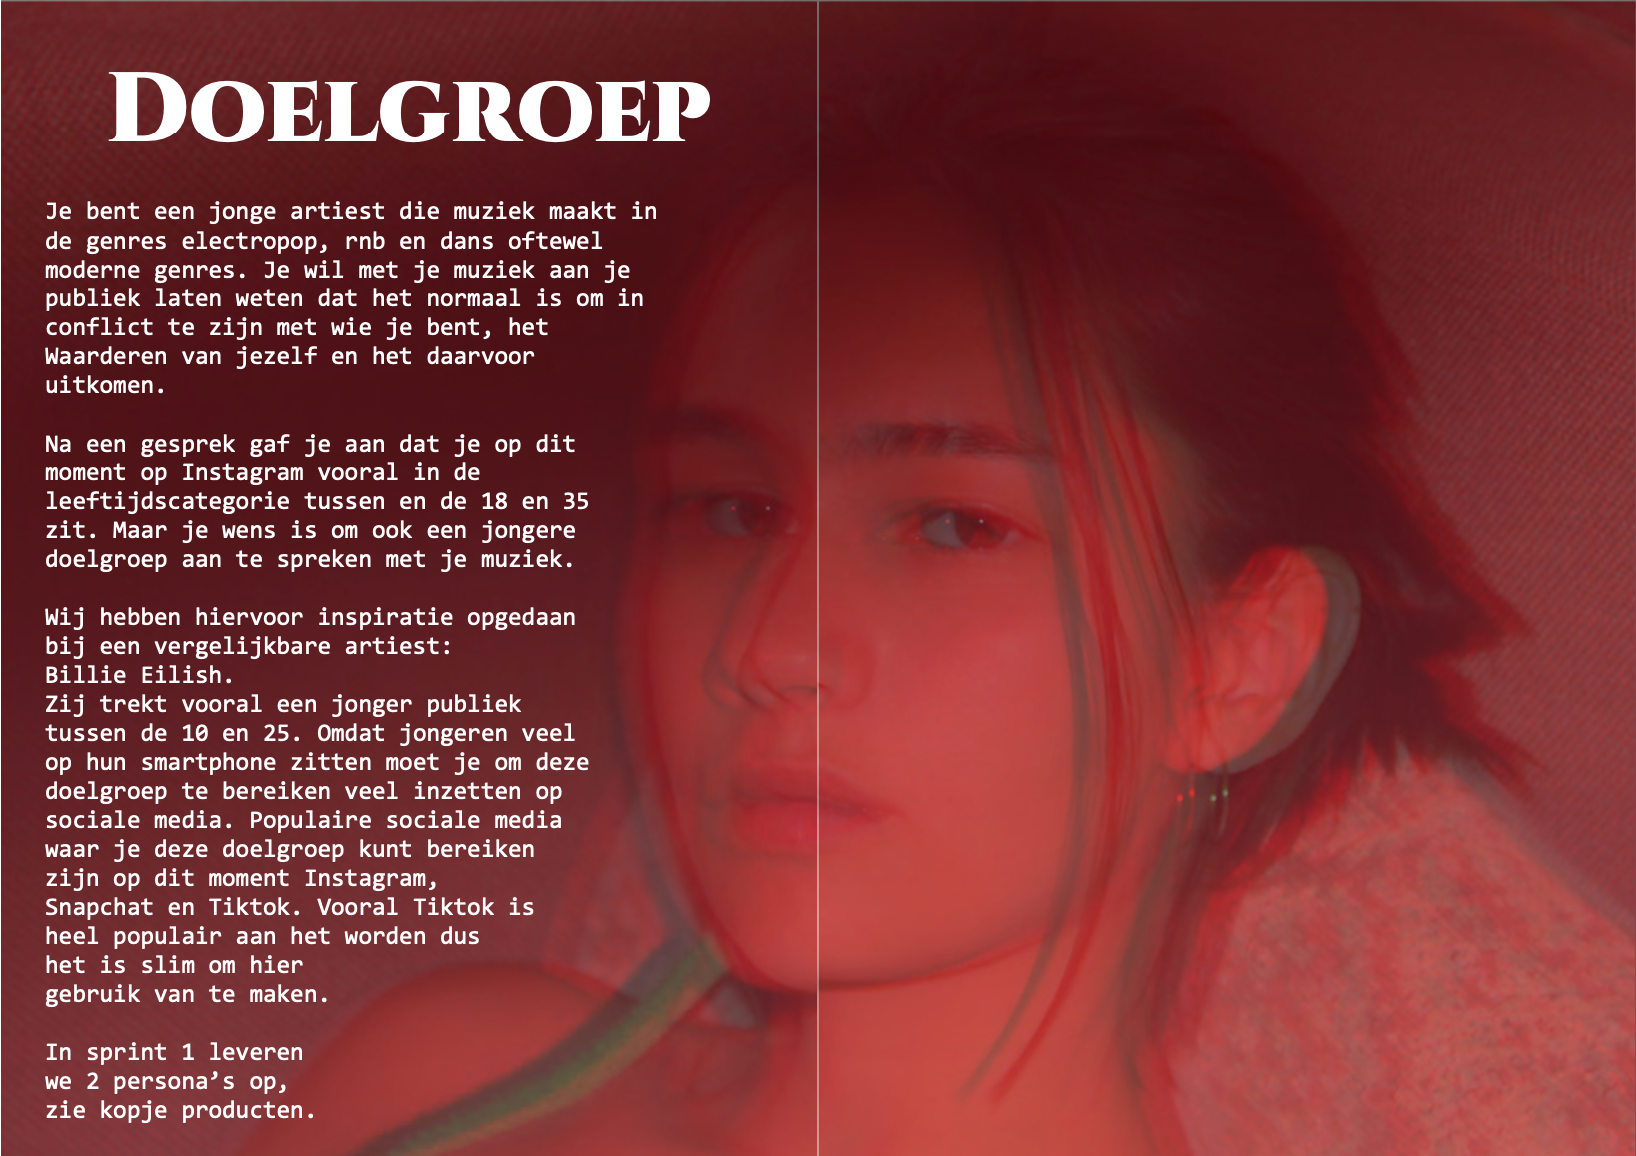 DOELGROEP
Je bent een jonge artiest die muziek maakt in
de genres electropop, rnb en dans oftewel
moderne genres. Je wil met je muziek aan je
publiek laten weten dat het normaal is om in
conflict te zijn met wie je bent, het
Waarderen van jezelf en het daarvoor
uitkomen.
Na een gesprek gaf je aan dat je op dit
moment op Instagram vooral in de
leeftijdscategorie tussen en de 18 en 35
zit. Maar je wens is om ook een jongere
doelgroep aan te spreken met je muziek.
Wij hebben hiervoor inspiratie opgedaan
bij een vergelijkbare artiest:
Billie Eilish.
Zij trekt vooral een jonger publiek
tussen de 10 en 25. Omdat jongeren veel
op hun smartphone zitten moet je om deze
doelgroep te bereiken veel inzetten op
sociale media. Populaire sociale media
waar je deze doelgroep kunt bereiken
zijn op dit moment Instagram,
Snapchat en Tiktok. Vooral Tiktok is
heel populair aan het worden dus
het is slim om hier
gebruik van te maken.
In sprint 1 leveren
we 2 persona’s op,
zie kopje producten.